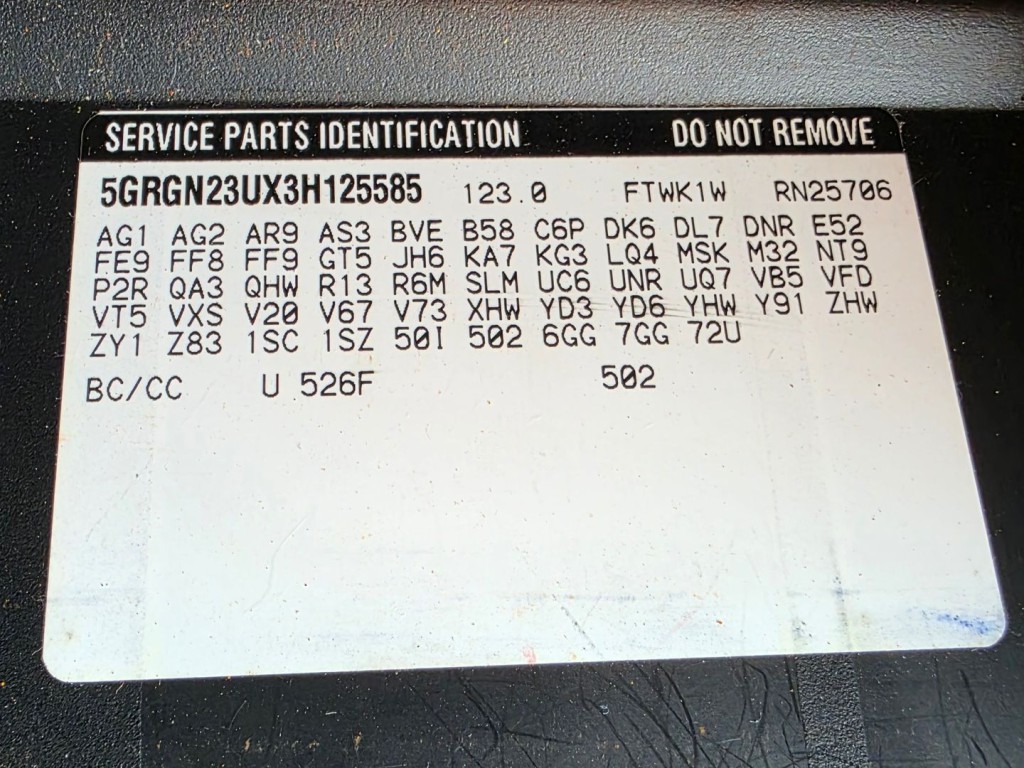 SERVICE PARTS IDENTIFICATION DO NOT REMOVE
5GRGN23UX3H125585 123.0 FTWK1W RN25706
AG1 AG2 AR9 AS3 BVE B58 C6P DK6 DL7 DNR E52
FE9 FF8 FF9 GT5 JH6 KA7 KG3 LQ4 MSK M32 NT9
P2R QA3 QHW R13 R6M SLM UC6 UNR UQ7 VB5 VFD
VT5 VXS V20 V67 V73 XHW YD3 YD6 YHW Y91 ZHW
ZY1 Z83 1SC 1SZ 50I 502 6GG 7GG 72U
BC/CC U 526F 502